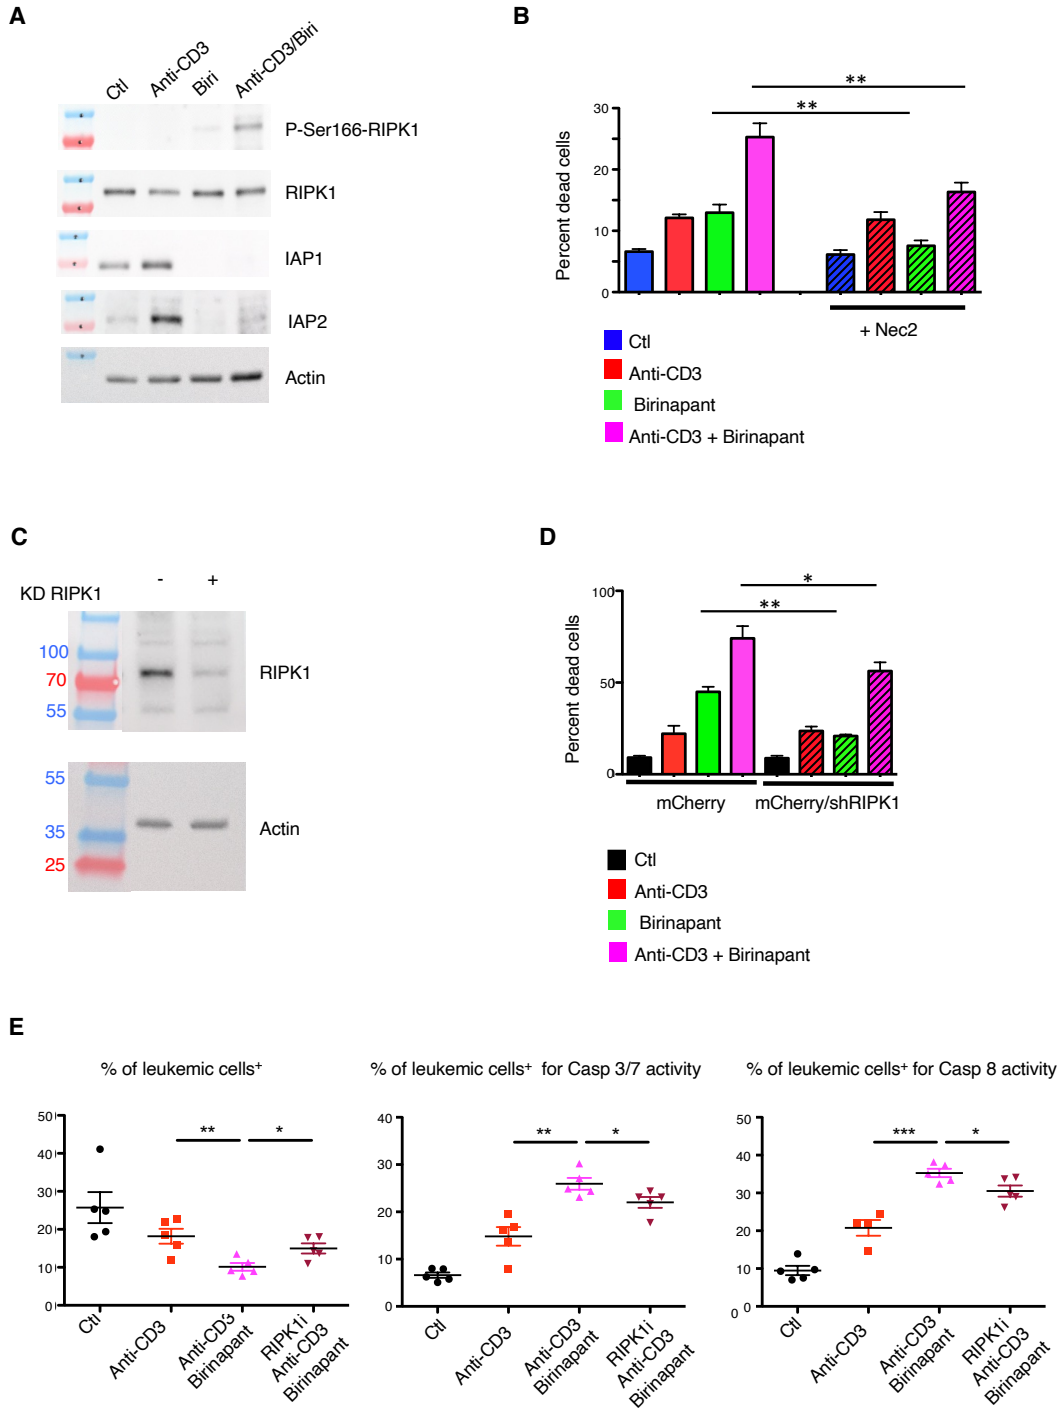 A
Ctl
Anti-CD3
Biri
Anti-CD3/Biri
P-Ser166-RIPK1
RIPK1
IAP1
IAP2
Actin
B
**
**
Percent dead cells
30
20
10
0
+ Nec2
Ctl
Anti-CD3
Birinapant
Anti-CD3 + Birinapant
C
KD RIPK1
- +
100
70
55
RIPK1
55
35
25
Actin
D
*
**
Percent dead cells
100
50
0
mCherry
mCherry/shRIPK1
Ctl
Anti-CD3
Birinapant
Anti-CD3 + Birinapant
E
% of leukemic cells⁺
50
40
30
20
10
0
** *
Ctl
Anti-CD3
Anti-CD3
Birinapant
RIPK1i
Anti-CD3
Birinapant
% of leukemic cells⁺ for Casp 3/7 activity
40
30
20
10
0
** *
Ctl
Anti-CD3
Anti-CD3
Birinapant
RIPK1i
Anti-CD3
Birinapant
% of leukemic cells⁺ for Casp 8 activity
50
40
30
20
10
0 0
*** *
Ctl
Anti-CD3
Anti-CD3
Birinapant
RIPK1i
Anti-CD3
Birinapant